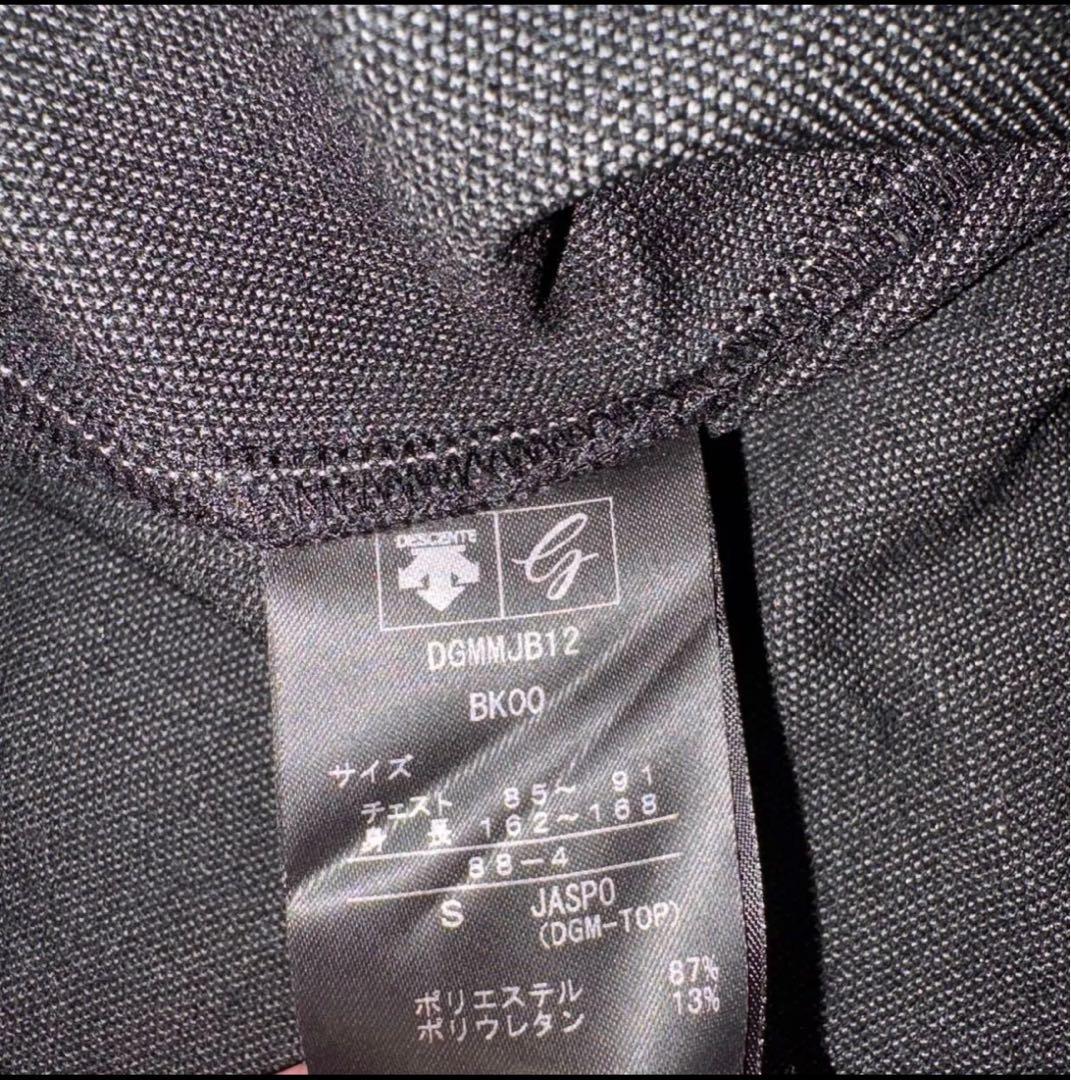 DESCENTE
G
DGMMJB12
BK00
サイズ
チェスト 85～91
身長 162～168
88-4
S JASPO
(DGM-TOP)
ポリエステル 87%
ポリウレタン 13%